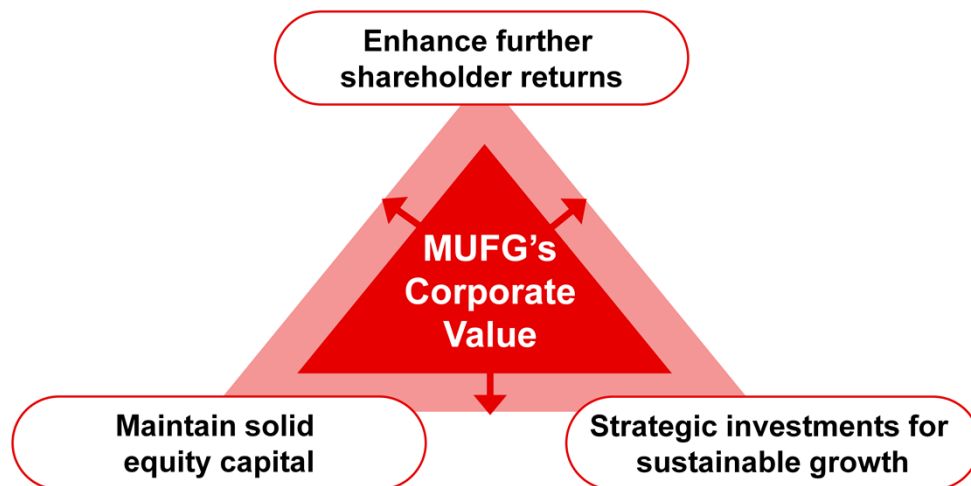 Enhance further
shareholder returns
MUFG’s
Corporate
Value
Maintain solid
equity capital
Strategic investments for
sustainable growth